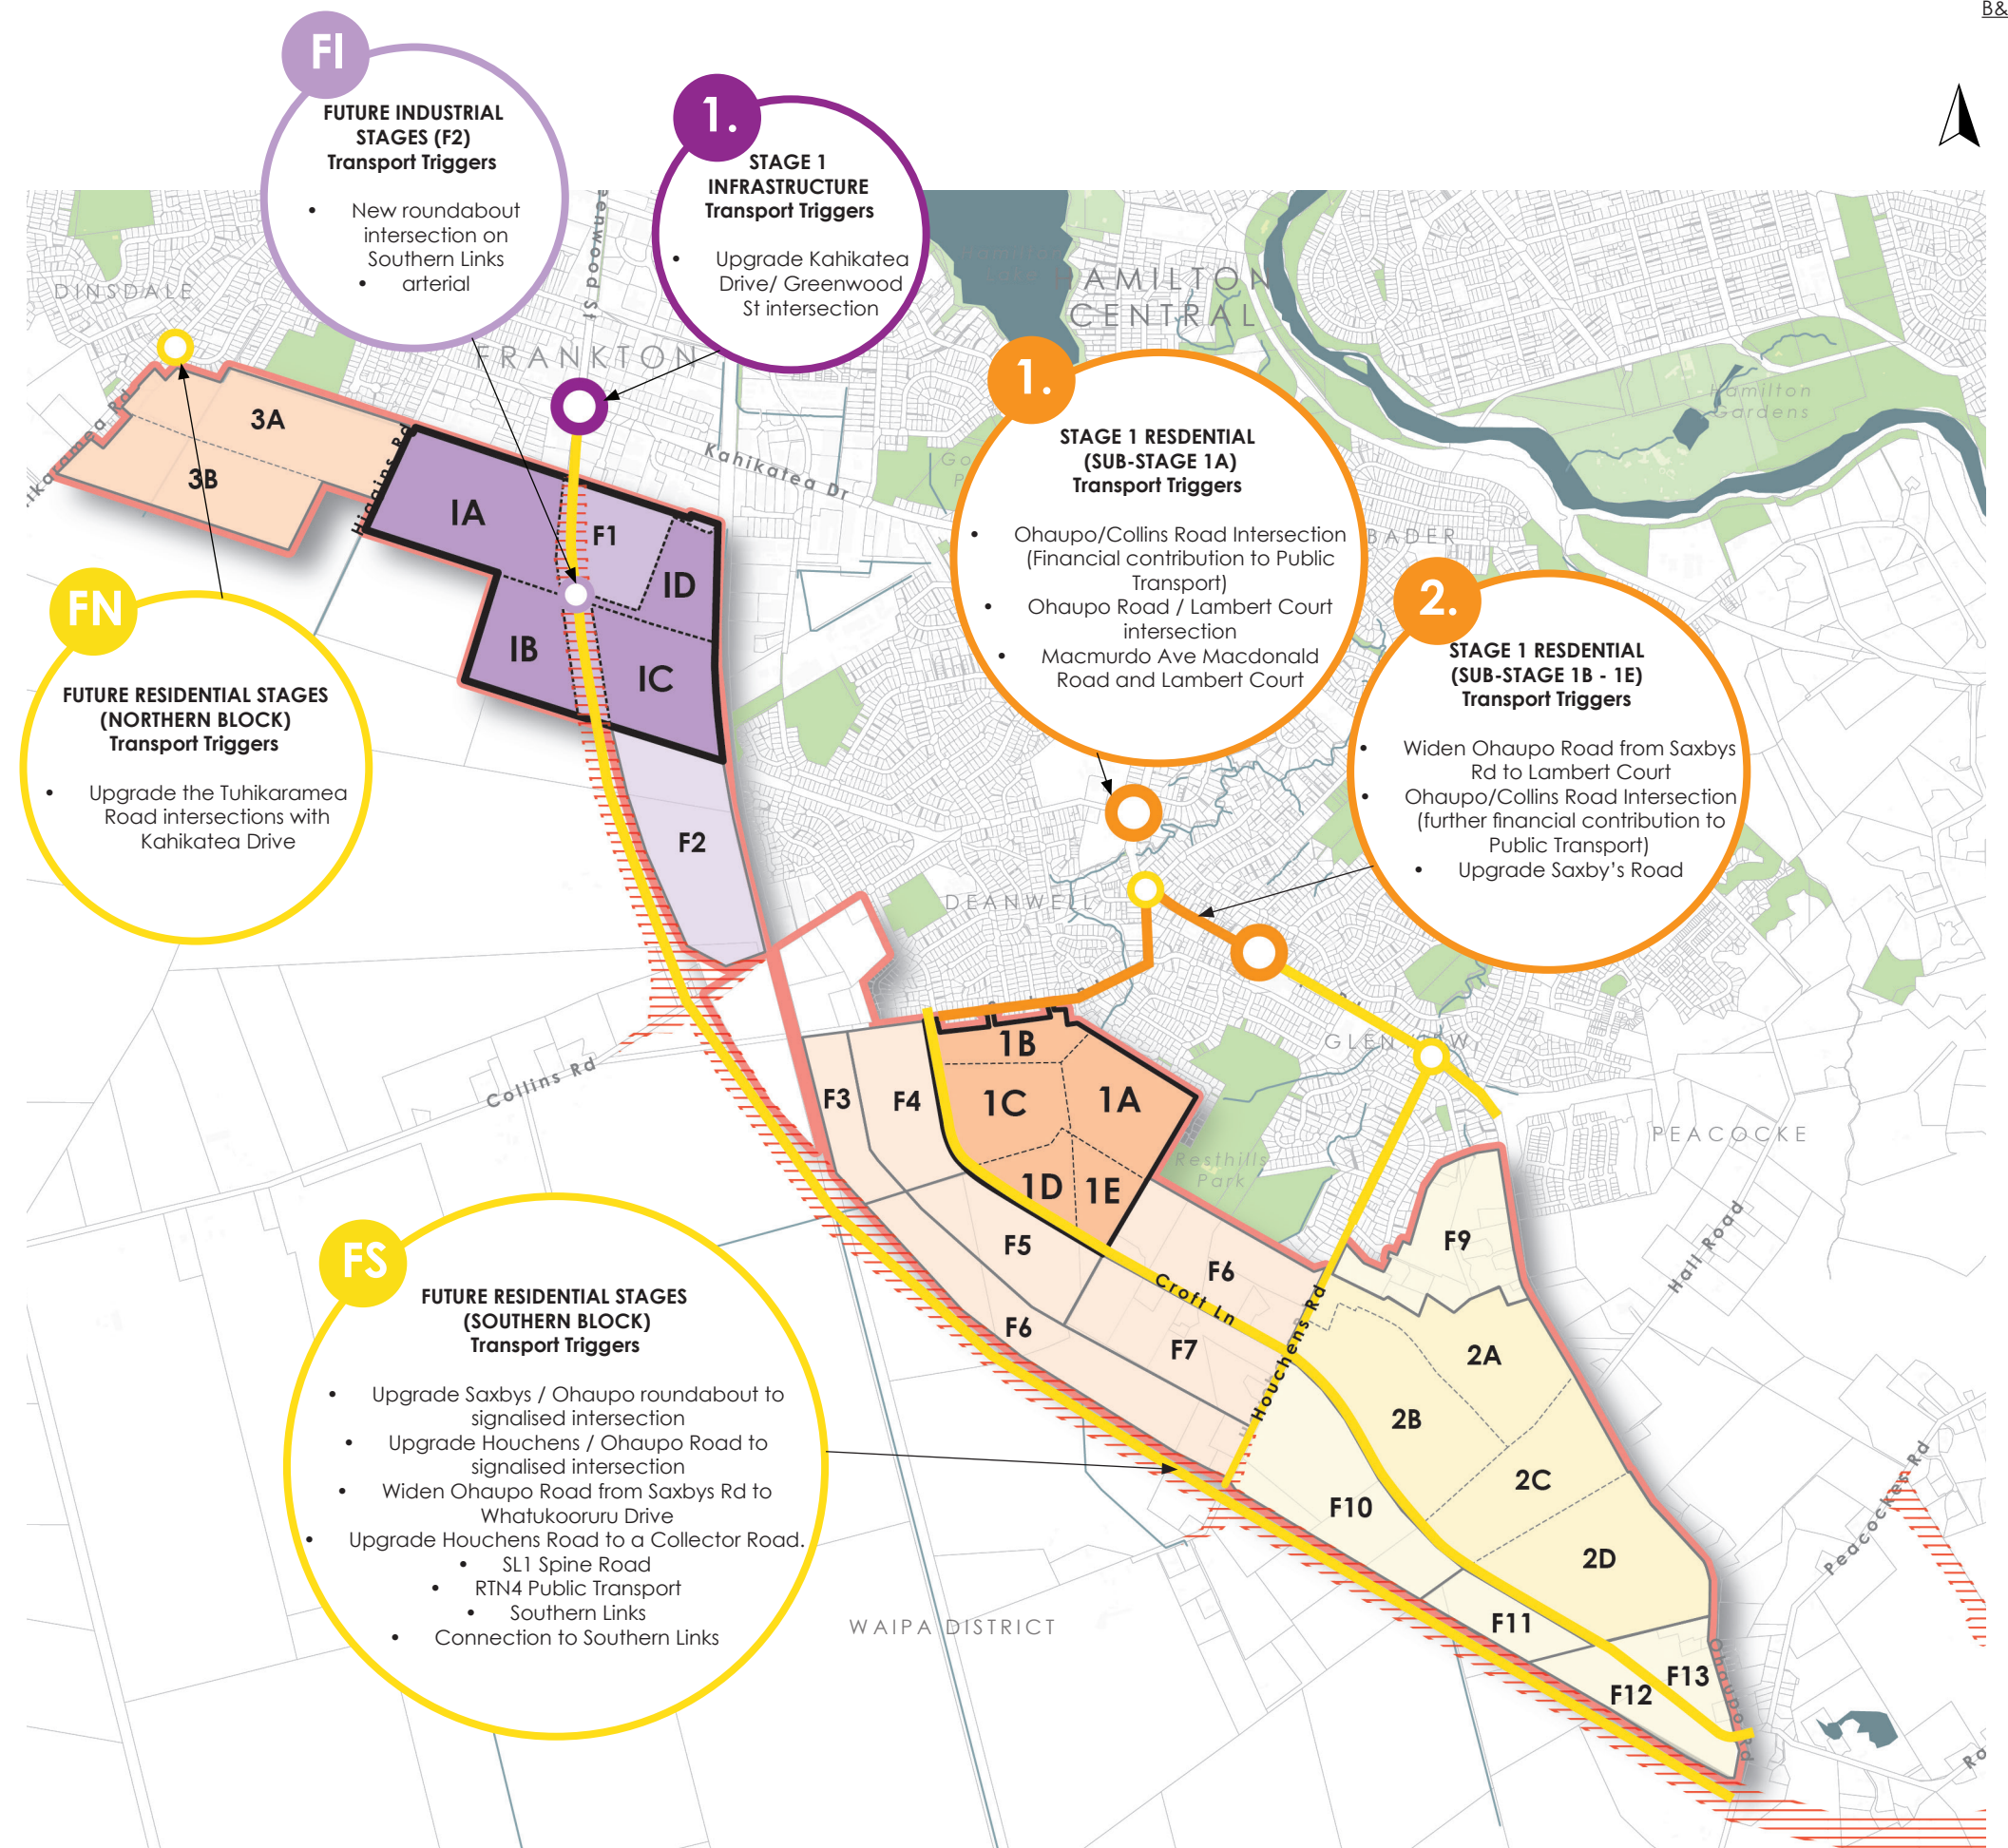 B&
FI
FUTURE INDUSTRIAL
STAGES (F2)
Transport Triggers
• New roundabout
intersection on
Southern Links
• arterial
1.
STAGE 1
INFRASTRUCTURE
Transport Triggers
• Upgrade Kahikatea
Drive/ Greenwood
St intersection
1.
STAGE 1 RESDENTIAL
(SUB-STAGE 1A)
Transport Triggers
• Ohaupo/Collins Road Intersection
(Financial contribution to Public
Transport)
• Ohaupo Road / Lambert Court
intersection
• Macmurdo Ave Macdonald
Road and Lambert Court
2.
STAGE 1 RESIDENTIAL
(SUB-STAGE 1B - 1E)
Transport Triggers
• Widen Ohaupo Road from Saxbys
Rd to Lambert Court
• Ohaupo/Collins Road Intersection
(further financial contribution to
Public Transport)
• Upgrade Saxby's Road
FN
FUTURE RESIDENTIAL STAGES
(NORTHERN BLOCK)
Transport Triggers
• Upgrade the Tuhikaramea
Road intersections with
Kahikatea Drive
FS
FUTURE RESIDENTIAL STAGES
(SOUTHERN BLOCK)
Transport Triggers
• Upgrade Saxbys / Ohaupo roundabout to
signalised intersection
• Upgrade Houchens / Ohaupo Road to
signalised intersection
• Widen Ohaupo Road from Saxbys Rd to
Whatukooruru Drive
• Upgrade Houchens Road to a Collector Road.
• SL1 Spine Road
• RTN4 Public Transport
• Southern Links
• Connection to Southern Links
DINSDALE
FRANKTON
eenwood St
HAMILTON
CENTRAL
Hamilton
Gardens
Kahikatea Dr
BADER
Higgins Rd
3A
3B
IA
F1
ID
IB
IC
F2
DEANWELL
GLENVIEW
PEACOCKE
Collins Rd
Resthills
Park
1B
1C
1A
1D
1E
F3
F4
F5
F6
F6
F7
Croft Ln
Houchens Rd
Hall Road
F9
2A
2B
2C
2D
F10
F11
F12
F13
Peacockes Rd
Ohaupo Rd
WAIPA DISTRICT